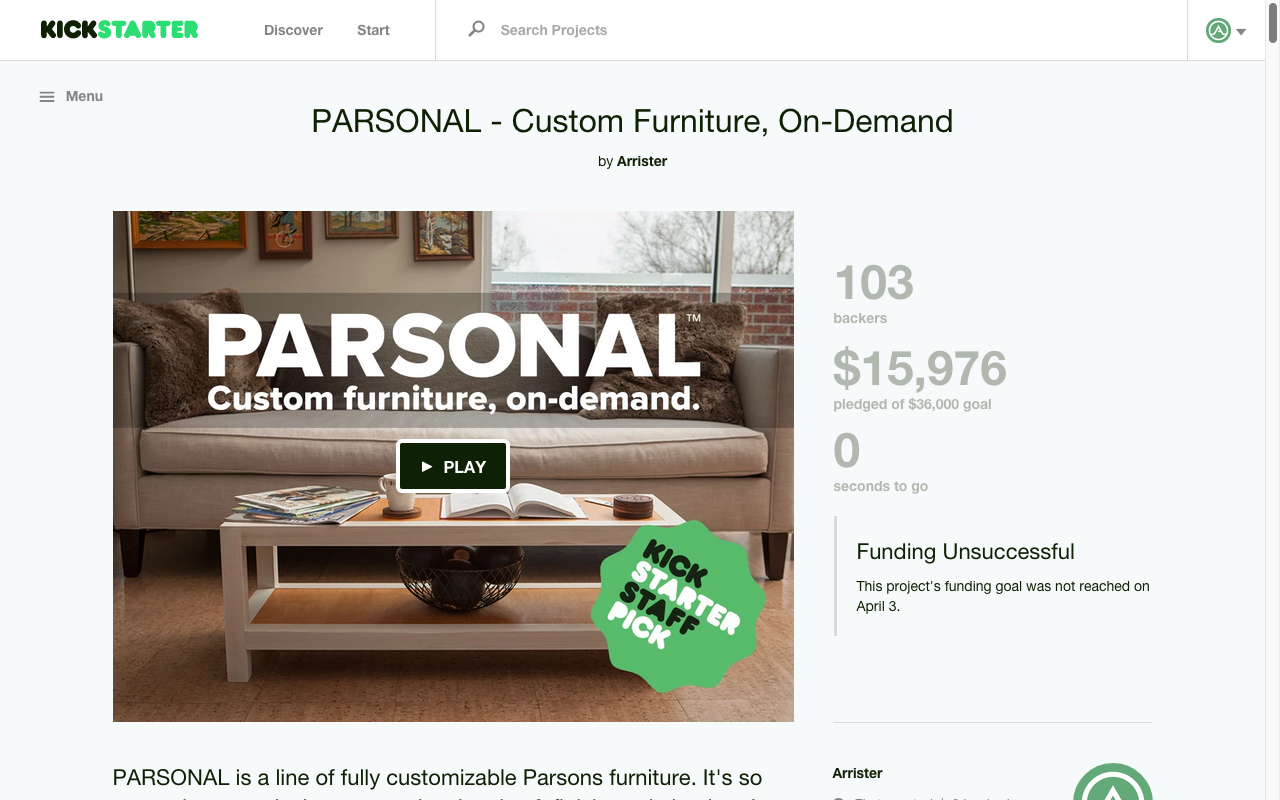 KICKSTARTER
Discover
Start
Search Projects
Menu
PARSONAL - Custom Furniture, On-Demand
by Arrister
PARSONAL™
Custom furniture, on-demand.
PLAY
KICK
STARTER
STAFF
PICK
103
backers
$15,976
pledged of $36,000 goal
0
seconds to go
Funding Unsuccessful
This project's funding goal was not reached on
April 3.
PARSONAL is a line of fully customizable Parsons furniture. It's so
Arrister